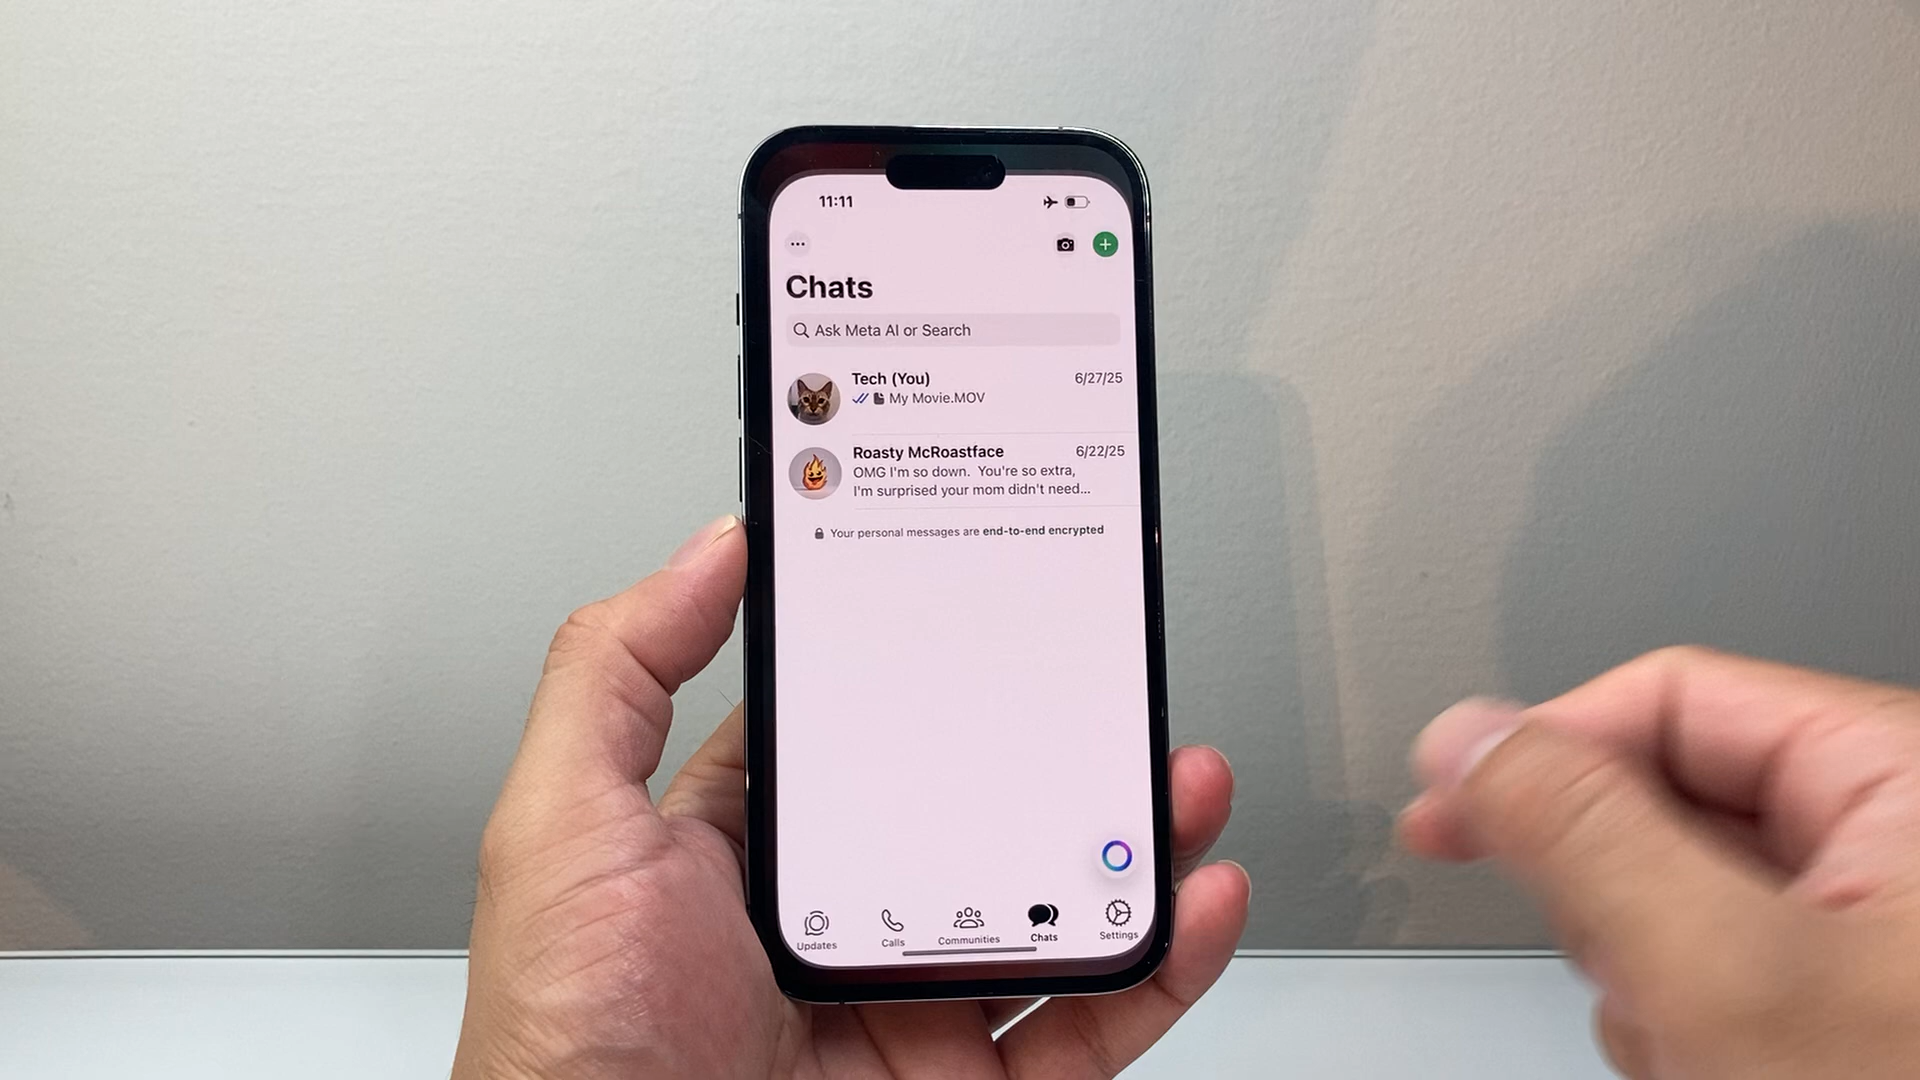 11:11
Chats
Ask Meta AI or Search
Tech (You) 6/27/25
My Movie.MOV
Roasty McRoastface 6/22/25
OMG I'm so down. You're so extra,
I'm surprised your mom didn't need...
Your personal messages are end-to-end encrypted
Updates Calls Communities Chats Settings